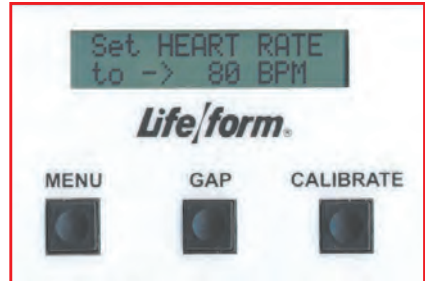 Set HEART RATE
to -> 80 BPM
Life/form®
MENU GAP CALIBRATE